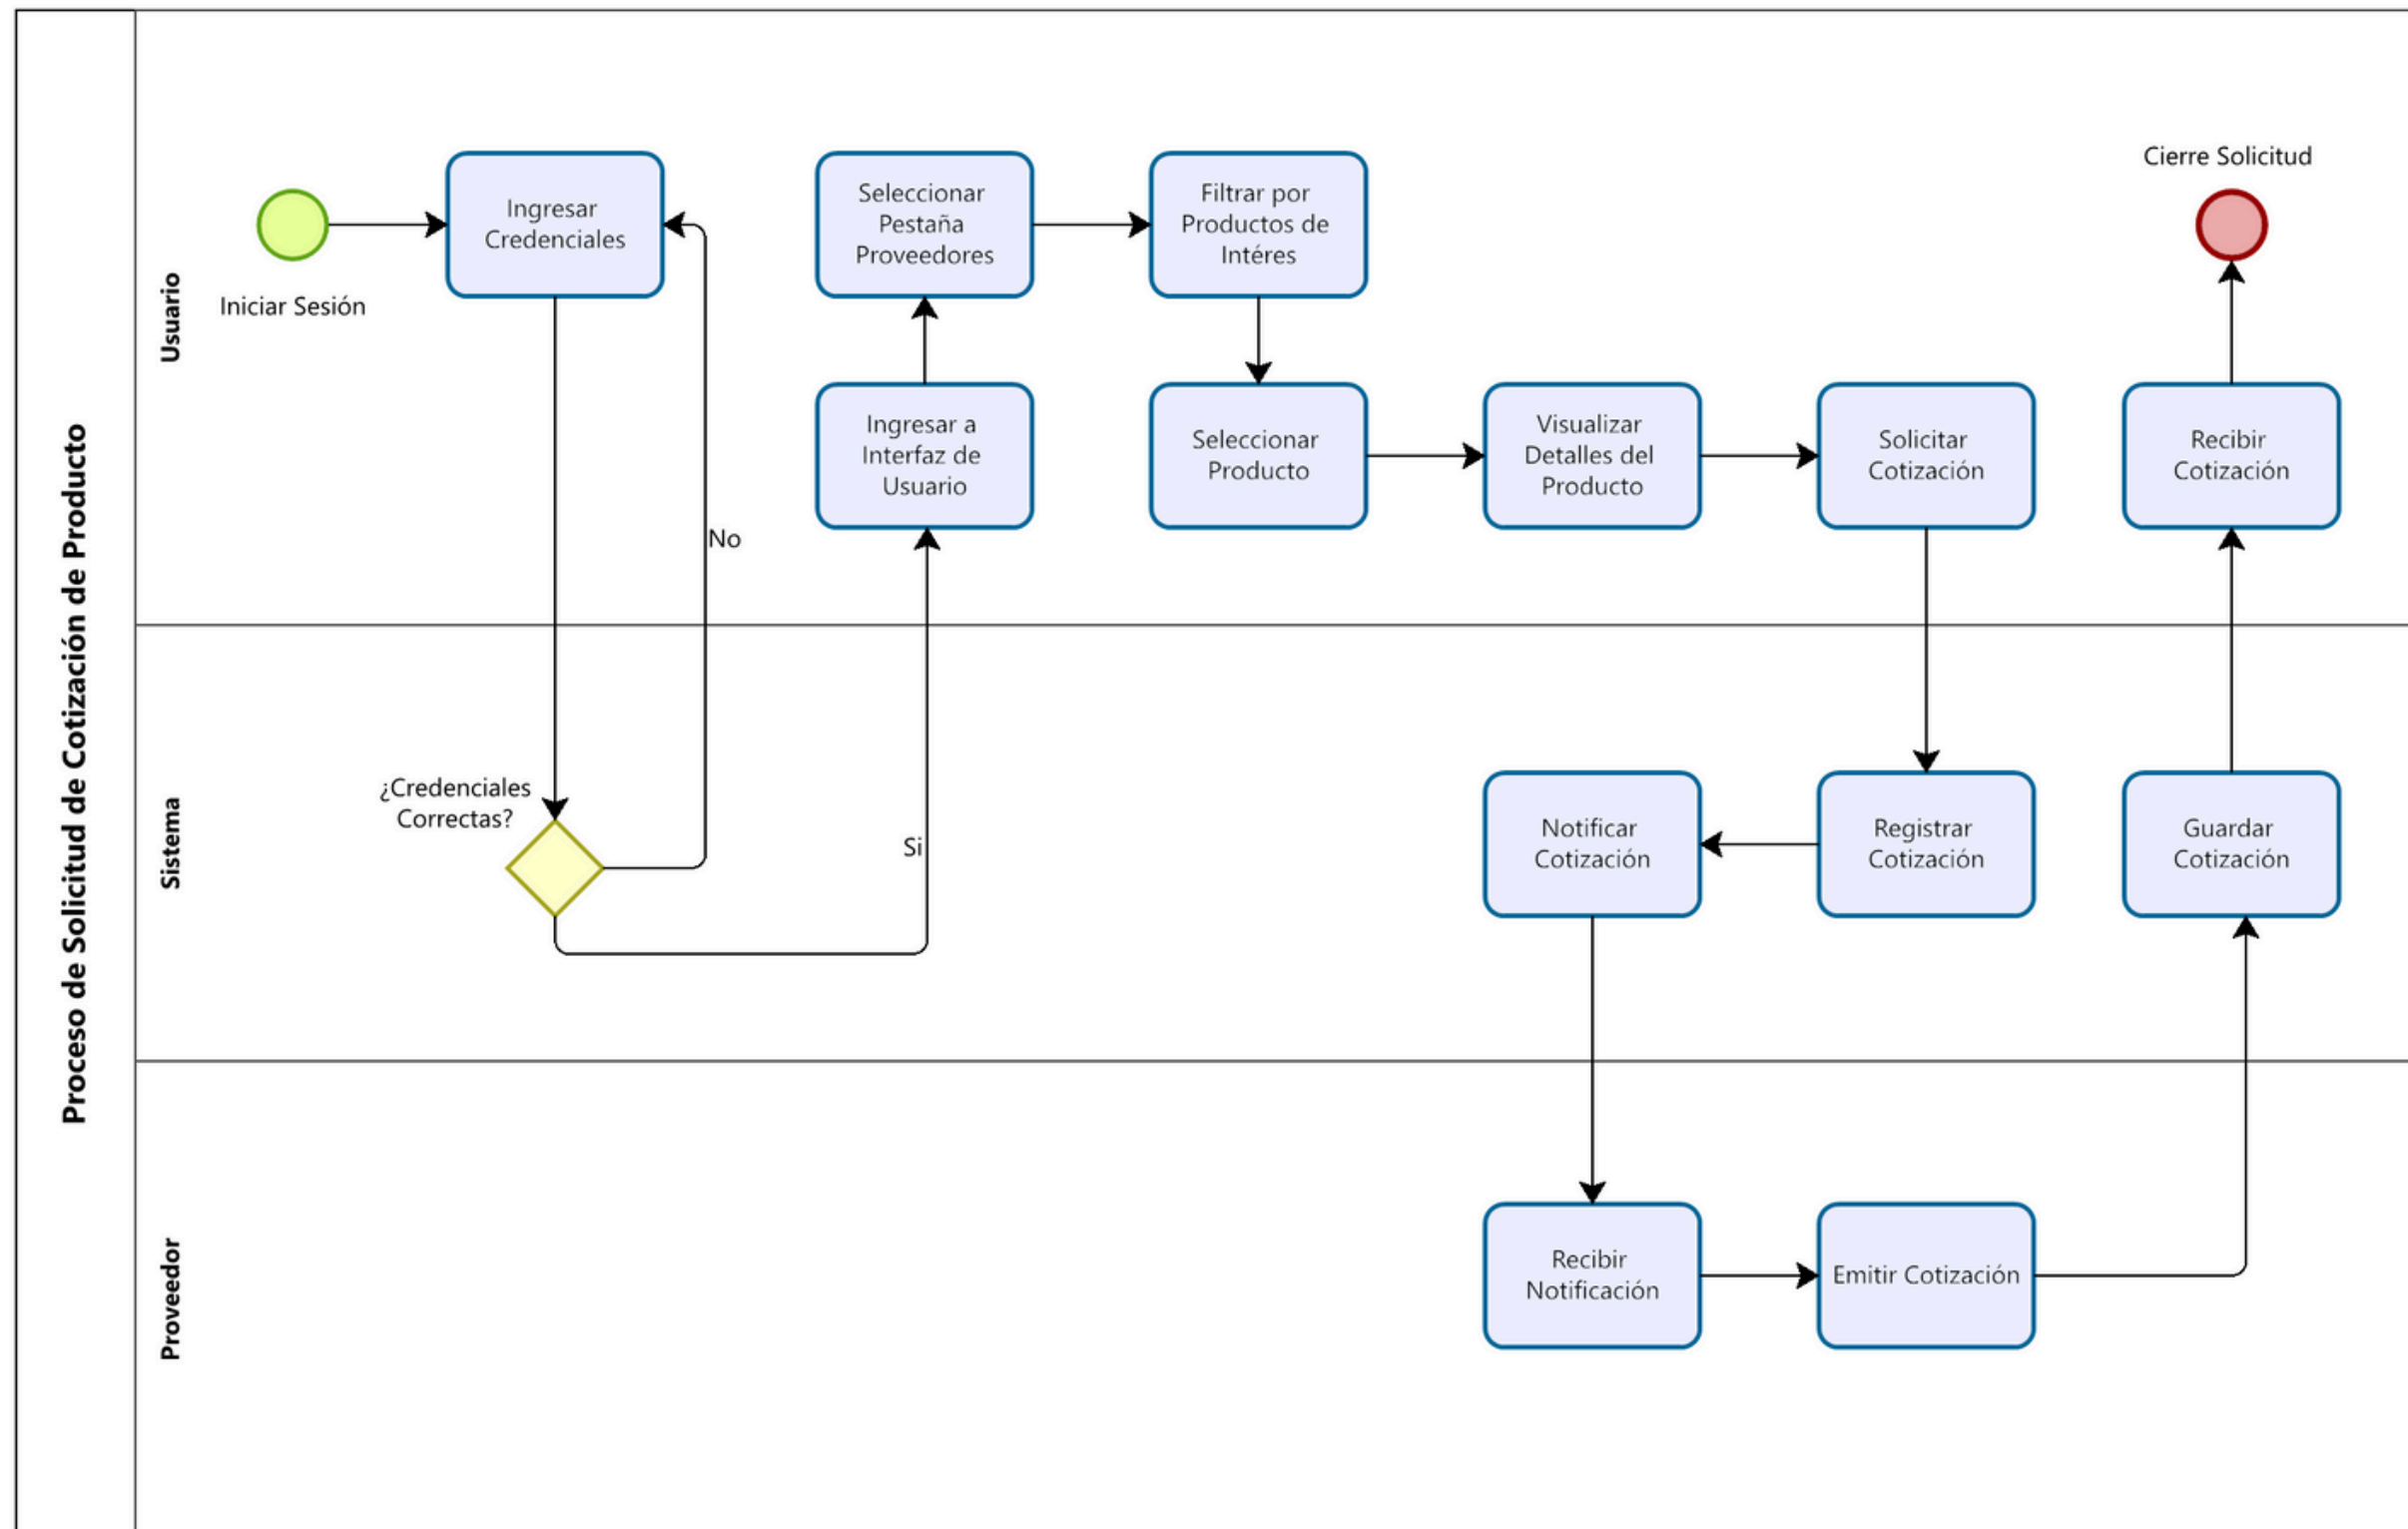 Proceso de Solicitud de Cotización de Producto
Usuario
Iniciar Sesión
Ingresar
Credenciales
Seleccionar
Pestaña
Proveedores
Filtrar por
Productos de
Intéres
Cierre Solicitud
Ingresar a
Interfaz de
Usuario
Seleccionar
Producto
Visualizar
Detalles del
Producto
Solicitar
Cotización
Recibir
Cotización
No
Sistema
¿Credenciales
Correctas?
Si
Notificar
Cotización
Registrar
Cotización
Guardar
Cotización
Proveedor
Recibir
Notificación
Emitir Cotización